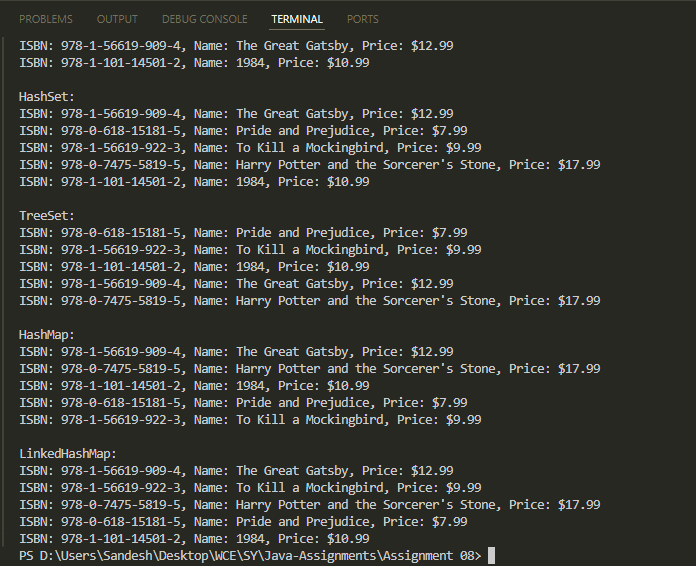 PROBLEMS OUTPUT DEBUG CONSOLE TERMINAL PORTS
ISBN: 978-1-56619-909-4, Name: The Great Gatsby, Price: $12.99
ISBN: 978-1-101-14501-2, Name: 1984, Price: $10.99
HashSet:
ISBN: 978-1-56619-909-4, Name: The Great Gatsby, Price: $12.99
ISBN: 978-0-618-15181-5, Name: Pride and Prejudice, Price: $7.99
ISBN: 978-1-56619-922-3, Name: To Kill a Mockingbird, Price: $9.99
ISBN: 978-0-7475-5819-5, Name: Harry Potter and the Sorcerer's Stone, Price: $17.99
ISBN: 978-1-101-14501-2, Name: 1984, Price: $10.99
TreeSet:
ISBN: 978-0-618-15181-5, Name: Pride and Prejudice, Price: $7.99
ISBN: 978-1-56619-922-3, Name: To Kill a Mockingbird, Price: $9.99
ISBN: 978-1-101-14501-2, Name: 1984, Price: $10.99
ISBN: 978-1-56619-909-4, Name: The Great Gatsby, Price: $12.99
ISBN: 978-0-7475-5819-5, Name: Harry Potter and the Sorcerer's Stone, Price: $17.99
HashMap:
ISBN: 978-1-56619-909-4, Name: The Great Gatsby, Price: $12.99
ISBN: 978-0-7475-5819-5, Name: Harry Potter and the Sorcerer's Stone, Price: $17.99
ISBN: 978-1-101-14501-2, Name: 1984, Price: $10.99
ISBN: 978-0-618-15181-5, Name: Pride and Prejudice, Price: $7.99
ISBN: 978-1-56619-922-3, Name: To Kill a Mockingbird, Price: $9.99
LinkedHashMap:
ISBN: 978-1-56619-909-4, Name: The Great Gatsby, Price: $12.99
ISBN: 978-1-56619-922-3, Name: To Kill a Mockingbird, Price: $9.99
ISBN: 978-0-7475-5819-5, Name: Harry Potter and the Sorcerer's Stone, Price: $17.99
ISBN: 978-0-618-15181-5, Name: Pride and Prejudice, Price: $7.99
ISBN: 978-1-101-14501-2, Name: 1984, Price: $10.99
PS D:\Users\Sandesh\Desktop\WCE\SY\Java-Assignments\Assignment 08>